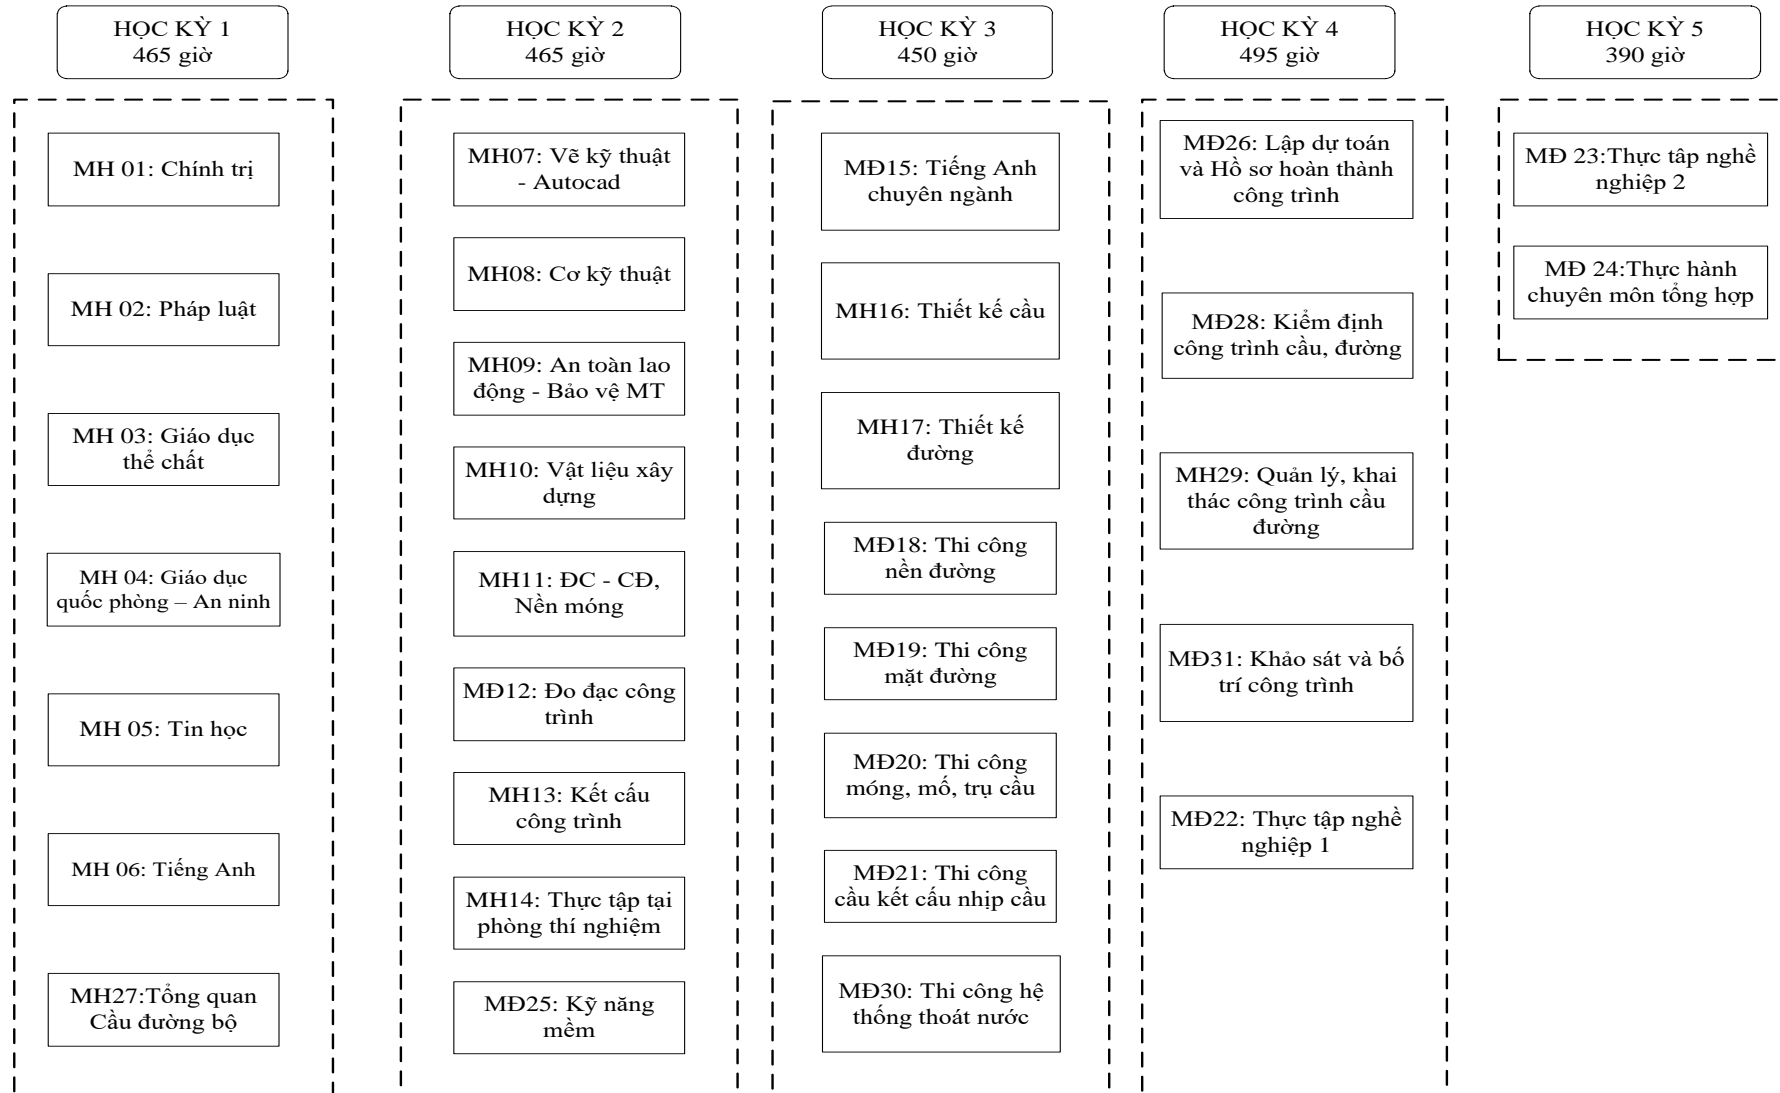 HỌC KỲ 1
465 giờ
MH 01: Chính trị
MH 02: Pháp luật
MH 03: Giáo dục
thể chất
MH 04: Giáo dục
quốc phòng – An ninh
MH 05: Tin học
MH 06: Tiếng Anh
MH27:Tổng quan
Cầu đường bộ
HỌC KỲ 2
465 giờ
MH07: Vẽ kỹ thuật
- Autocad
MH08: Cơ kỹ thuật
MH09: An toàn lao
động - Bảo vệ MT
MH10: Vật liệu xây
dựng
MH11: ĐC - CĐ,
Nền móng
MĐ12: Đo đạc công
trình
MH13: Kết cấu
công trình
MH14: Thực tập tại
phòng thí nghiệm
MĐ25: Kỹ năng
mềm
HỌC KỲ 3
450 giờ
MĐ15: Tiếng Anh
chuyên ngành
MH16: Thiết kế cầu
MH17: Thiết kế
đường
MĐ18: Thi công
nền đường
MĐ19: Thi công
mặt đường
MĐ20: Thi công
móng, mố, trụ cầu
MĐ21: Thi công
cầu kết cấu nhịp cầu
MĐ30: Thi công hệ
thống thoát nước
HỌC KỲ 4
495 giờ
MĐ26: Lập dự toán
và Hồ sơ hoàn thành
công trình
MĐ28: Kiểm định
công trình cầu, đường
MH29: Quản lý, khai
thác công trình cầu
đường
MĐ31: Khảo sát và bố
trí công trình
MĐ22: Thực tập nghề
nghiệp 1
HỌC KỲ 5
390 giờ
MĐ 23:Thực tâp nghề
nghiệp 2
MĐ 24:Thực hành
chuyên môn tổng hợp